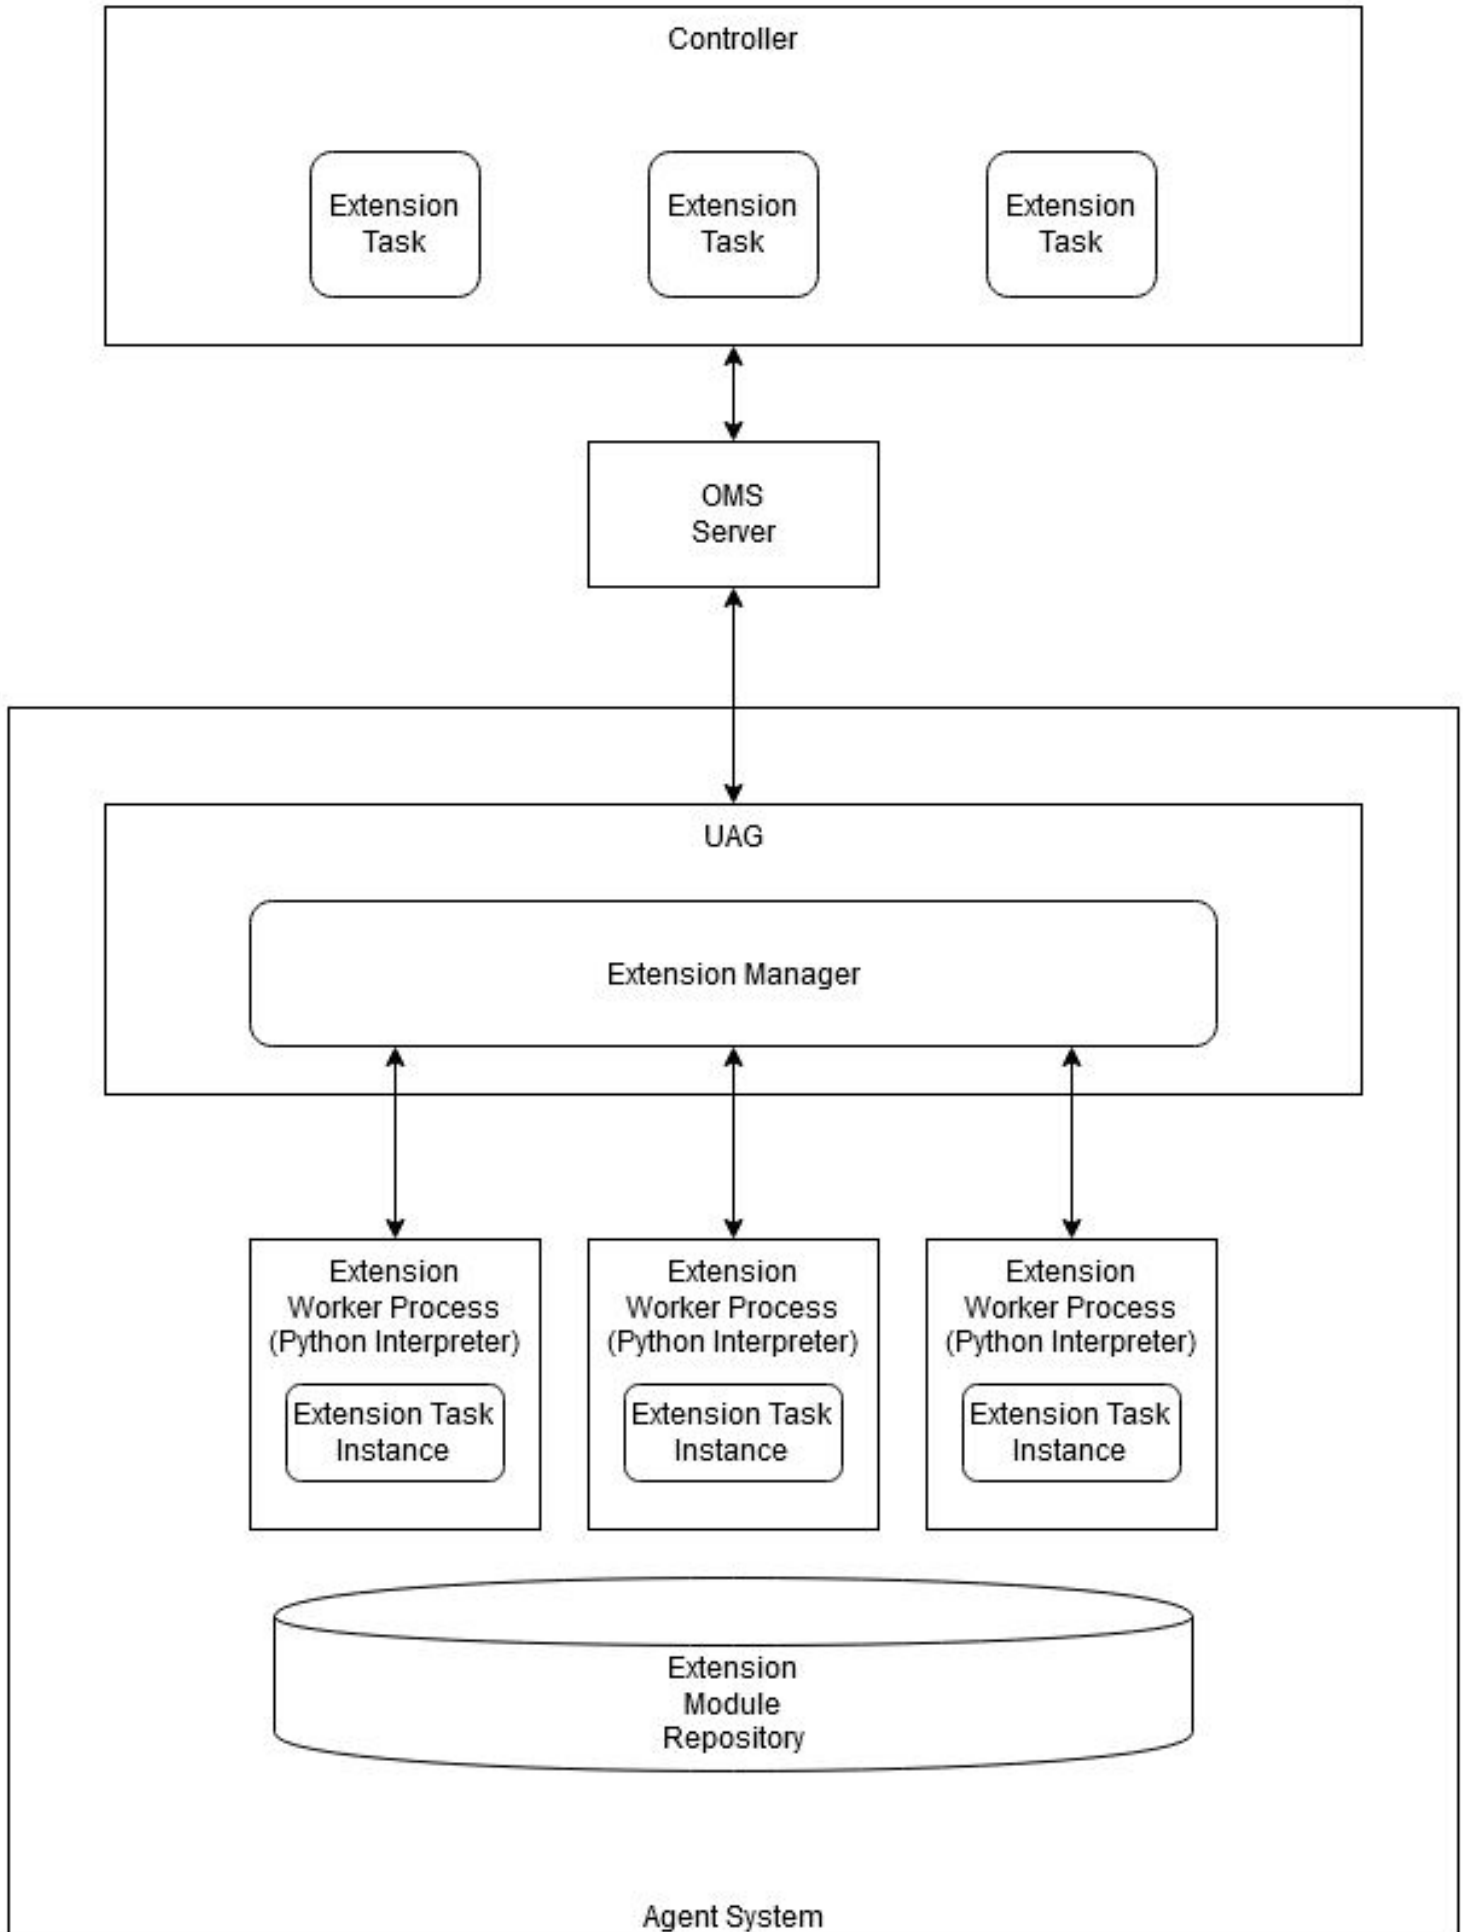 Controller
Extension
Task
Extension
Task
Extension
Task
OMS
Server
UAG
Extension Manager
Extension
Worker Process
(Python Interpreter)
Extension Task
Instance
Extension
Worker Process
(Python Interpreter)
Extension Task
Instance
Extension
Worker Process
(Python Interpreter)
Extension Task
Instance
Extension
Module
Repository
Agent System